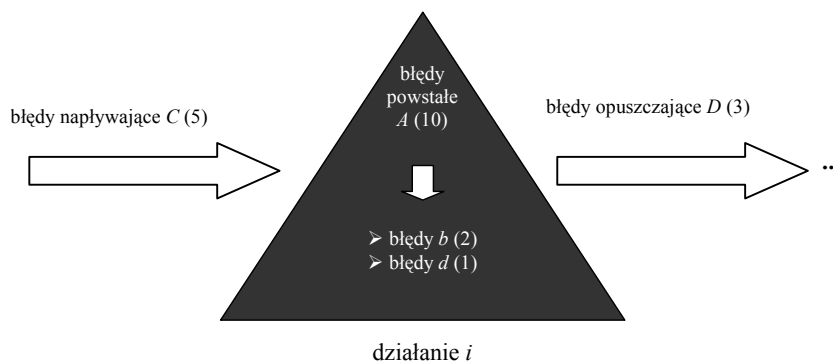 błędy
powstałe
A (10)
błędy napływające C (5)
błędy opuszczające D (3)
..
➢ błędy b (2)
➢ błędy d (1)
działanie i